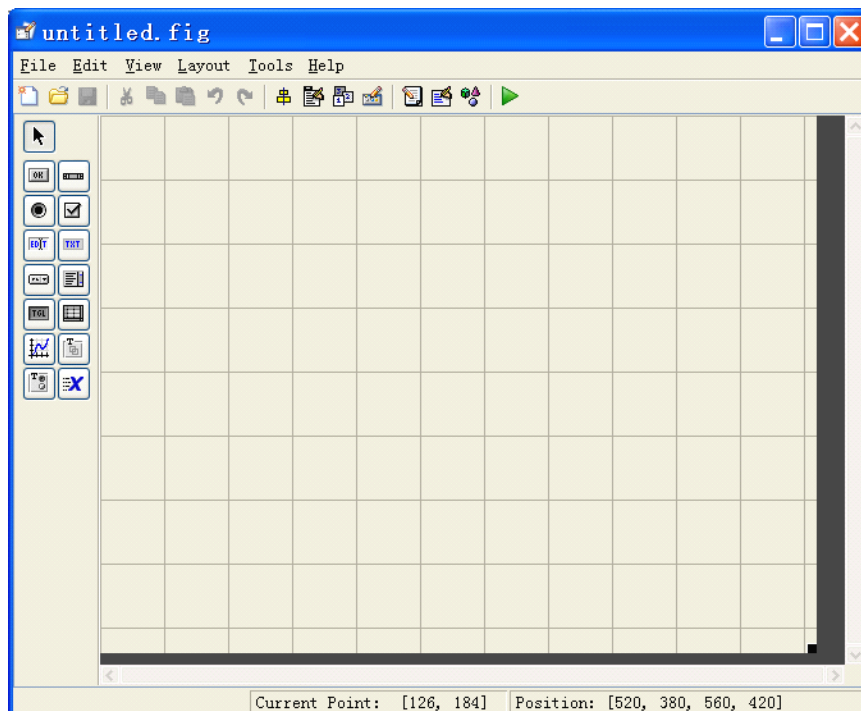 untitled.fig
File Edit View Layout Tools Help
OK
EDIT TXT
TGL
T
T X
Current Point: [126, 184] Position: [520, 380, 560, 420]